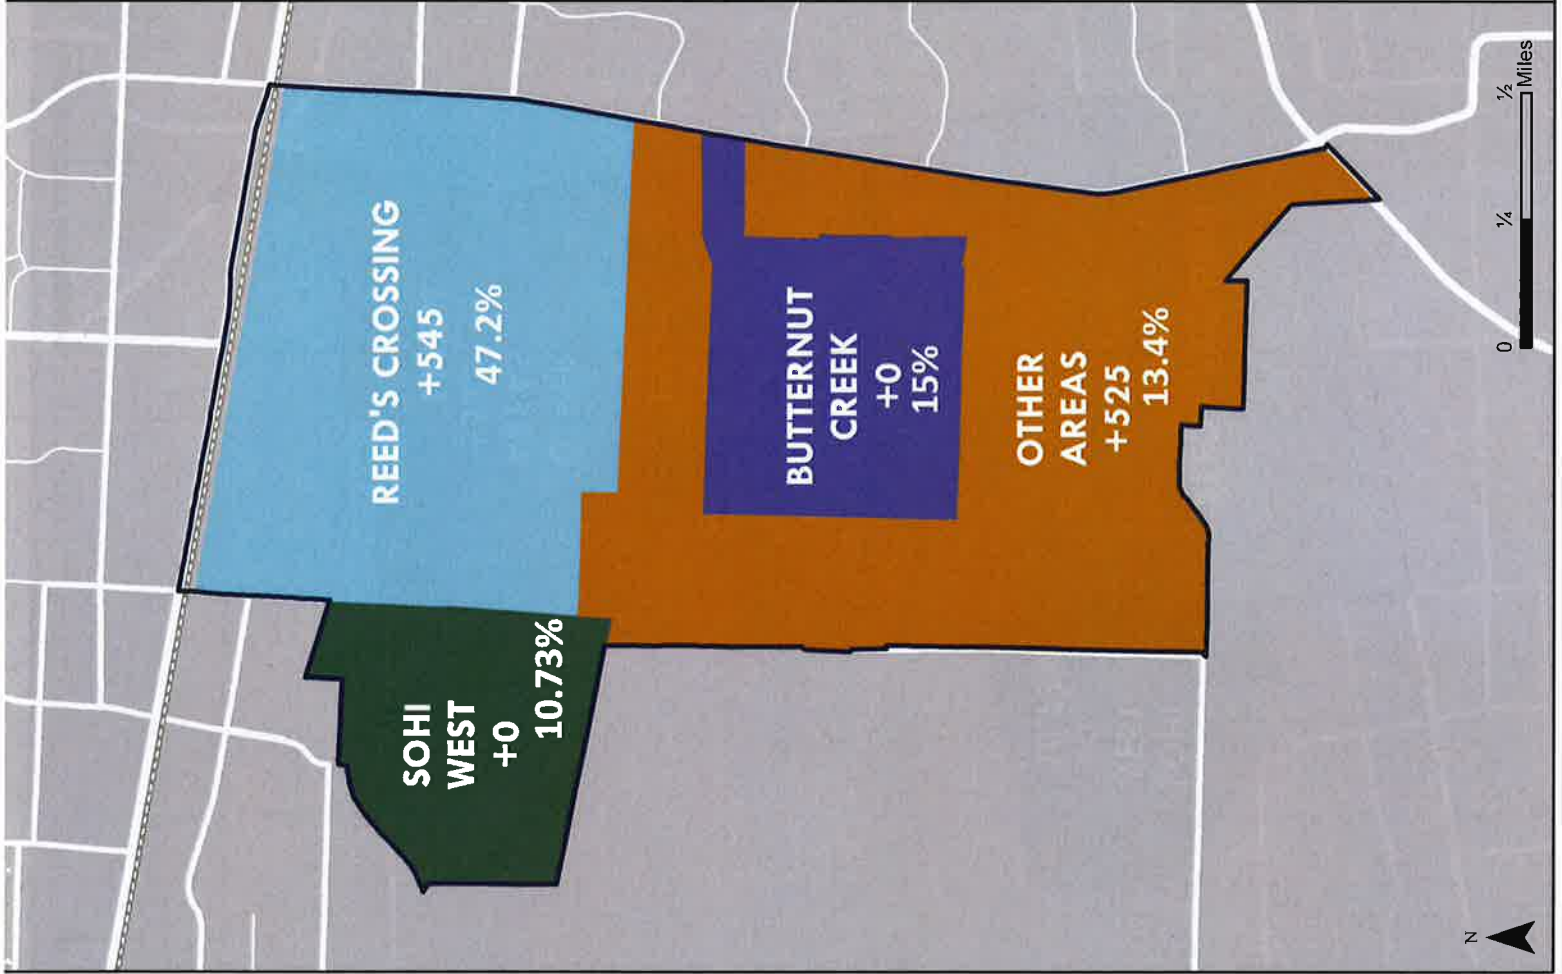 REED'S CROSSING
+545
47.2%
SOHI
WEST
+0
10.73%
BUTTERNUT
CREEK
+0
15%
OTHER
AREAS
+525
13.4%
0 ¼ ½
Miles
N